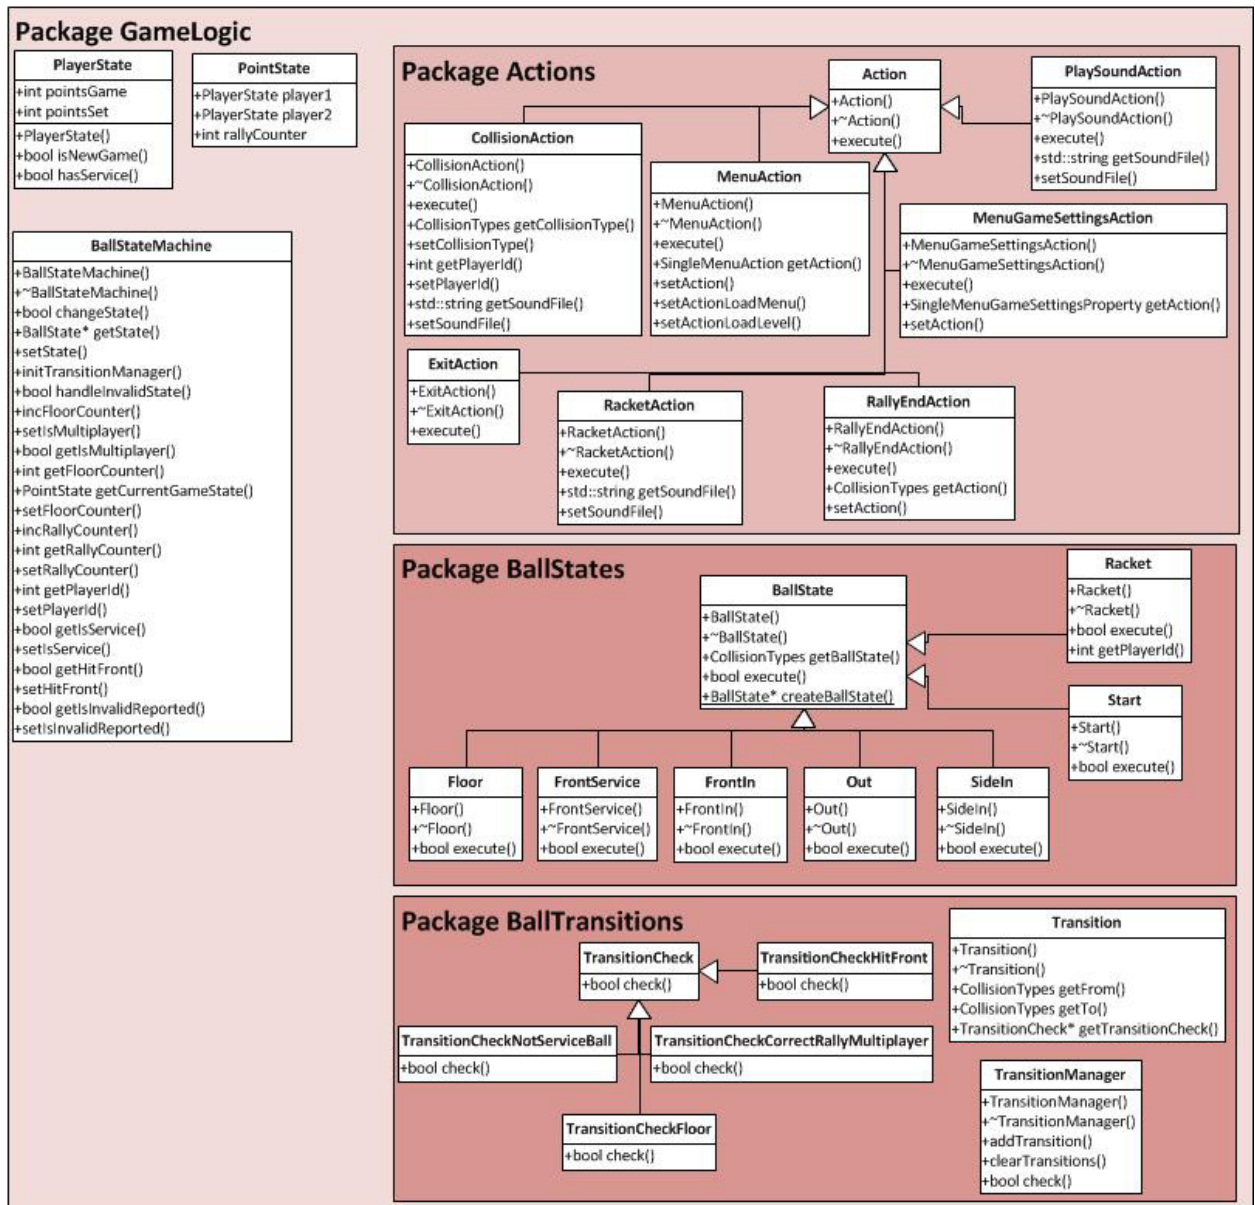 Package GameLogic
PlayerState
+int pointsGame
+int pointsSet
+PlayerState()
+bool isNewGame()
+bool hasService()
PointState
+PlayerState player1
+PlayerState player2
+int rallyCounter
BallStateMachine
+BallStateMachine()
+~BallStateMachine()
+bool changeState()
+BallState* getState()
+setState()
+initTransitionManager()
+bool handleInvalidState()
+incFloorCounter()
+setIsMultiplayer()
+bool getIsMultiplayer()
+int getFloorCounter()
+PointState getCurrentGameState()
+setFloorCounter()
+incRallyCounter()
+int getRallyCounter()
+setRallyCounter()
+int getPlayerId()
+setPlayerId()
+bool getIsService()
+setIsService()
+bool getHitFront()
+setHitFront()
+bool getIsInvalidReported()
+setIsInvalidReported()
Package Actions
Action
+Action()
+~Action()
+execute()
PlaySoundAction
+PlaySoundAction()
+~PlaySoundAction()
+execute()
+std::string getSoundFile()
+setSoundFile()
CollisionAction
+CollisionAction()
+~CollisionAction()
+execute()
+CollisionTypes getCollisionType()
+setCollisionType()
+int getPlayerId()
+setPlayerId()
+std::string getSoundFile()
+setSoundFile()
MenuAction
+MenuAction()
+~MenuAction()
+execute()
+SingleMenuAction getAction()
+setAction()
+setActionLoadMenu()
+setActionLoadLevel()
MenuGameSettingsAction
+MenuGameSettingsAction()
+~MenuGameSettingsAction()
+execute()
+SingleMenuGameSettingsProperty getAction()
+setAction()
ExitAction
+ExitAction()
+~ExitAction()
+execute()
RacketAction
+RacketAction()
+~RacketAction()
+execute()
+std::string getSoundFile()
+setSoundFile()
RallyEndAction
+RallyEndAction()
+~RallyEndAction()
+execute()
+CollisionTypes getAction()
+setAction()
Package BallStates
BallState
+BallState()
+~BallState()
+CollisionTypes getBallState()
+bool execute()
+BallState* createBallState()
Racket
+Racket()
+~Racket()
+bool execute()
+int getPlayerId()
Start
+Start()
+~Start()
+bool execute()
Floor
+Floor()
+~Floor()
+bool execute()
FrontService
+FrontService()
+~FrontService()
+bool execute()
FrontIn
+FrontIn()
+~FrontIn()
+bool execute()
Out
+Out()
+~Out()
+bool execute()
SideIn
+SideIn()
+~SideIn()
+bool execute()
Package BallTransitions
TransitionCheck
+bool check()
TransitionCheckHitFront
+bool check()
Transition
+Transition()
+~Transition()
+CollisionTypes getFrom()
+CollisionTypes getTo()
+TransitionCheck* getTransitionCheck()
TransitionCheckNotServiceBall
+bool check()
TransitionCheckCorrectRallyMultiplayer
+bool check()
TransitionCheckFloor
+bool check()
TransitionManager
+TransitionManager()
+~TransitionManager()
+addTransition()
+clearTransitions()
+bool check()